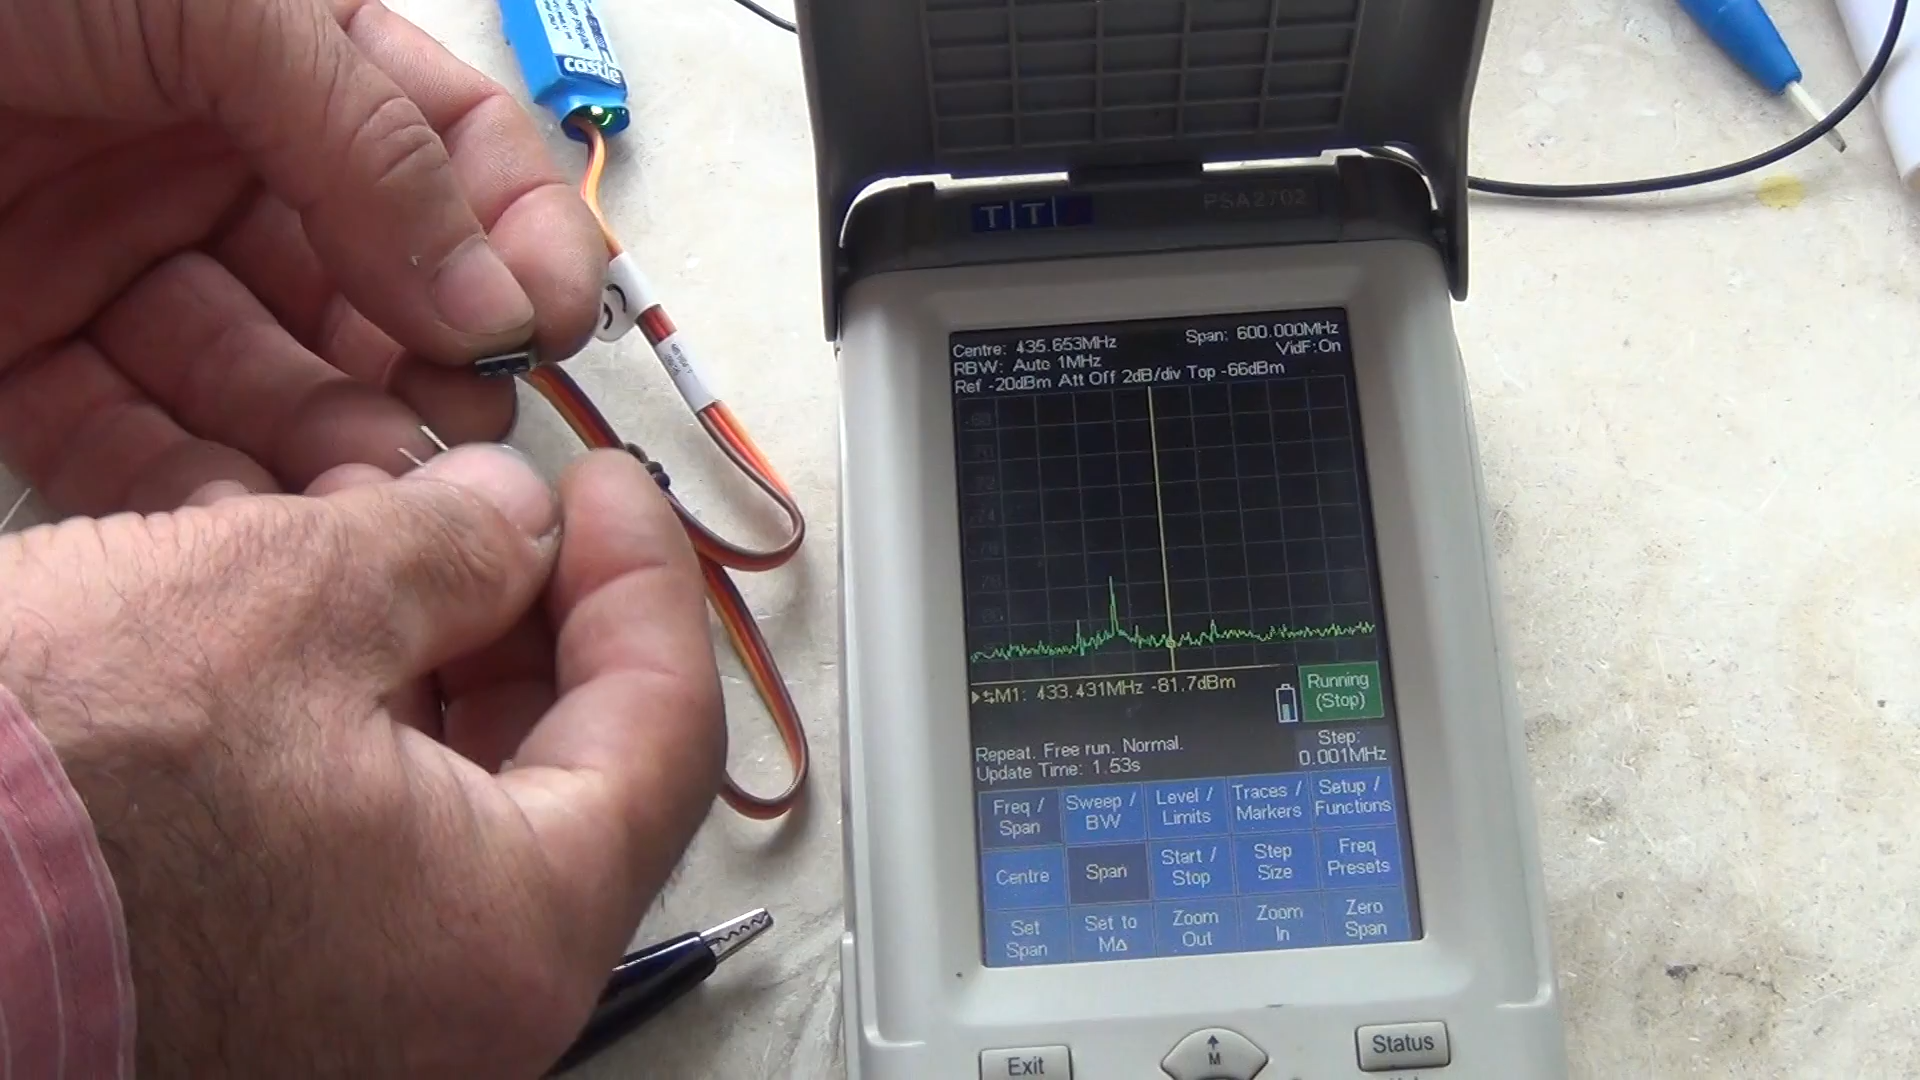 castle
TTi
PSA2702
Centre: 435.653MHz
Span: 600.000MHz
RBW: Auto 1MHz
VidF:On
Ref -20dBm Att Off 2dB/div Top -66dBm
M1: 433.431MHz -81.7dBm
Running
(Stop)
Repeat. Free run. Normal.
Update Time: 1.53s
Step:
0.001MHz
Freq /
Span
Sweep /
BW
Level /
Limits
Traces /
Markers
Setup /
Functions
Centre
Span
Start /
Stop
Step
Size
Freq
Presets
Set
Span
Set to
M∆
Zoom
Out
Zoom
In
Zero
Span
Exit
M
Status